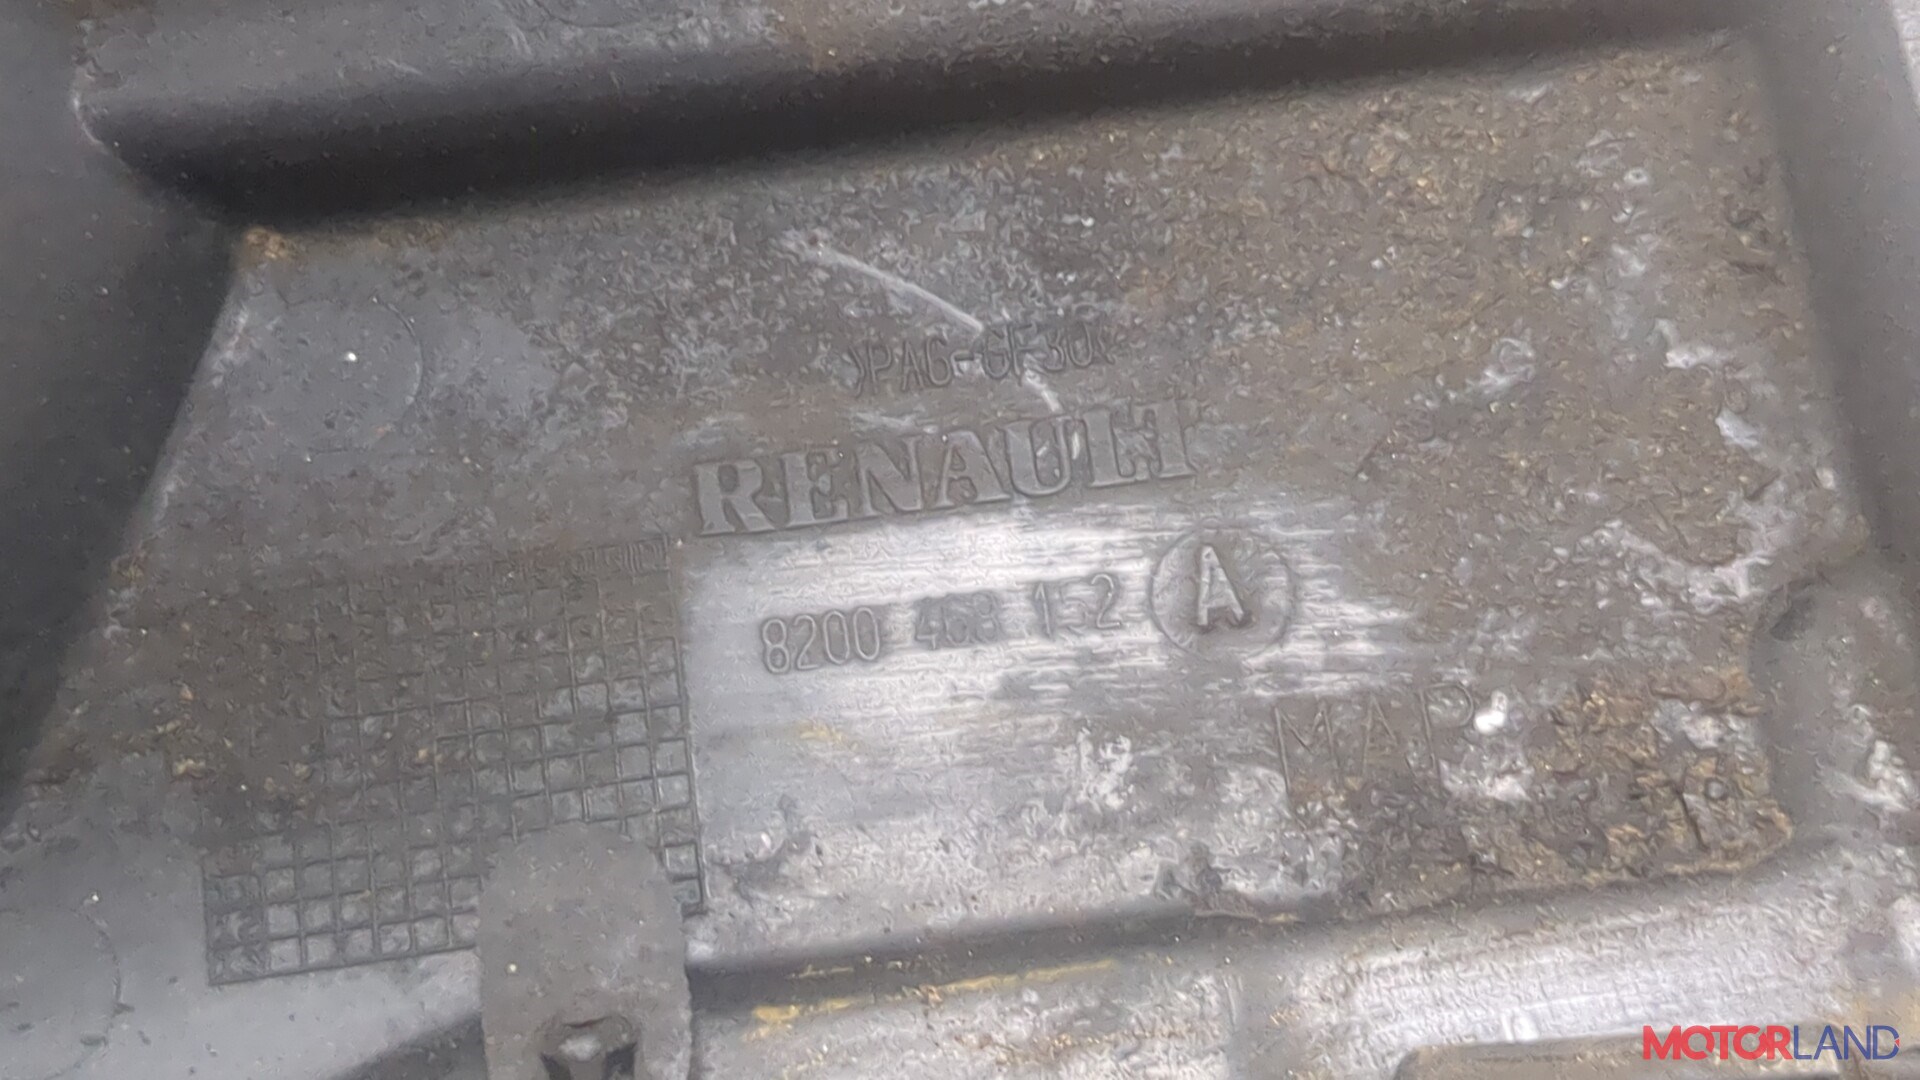 >PA6-GF30<
RENAULT
8200 468 152 A
MAP
MOTORLAND